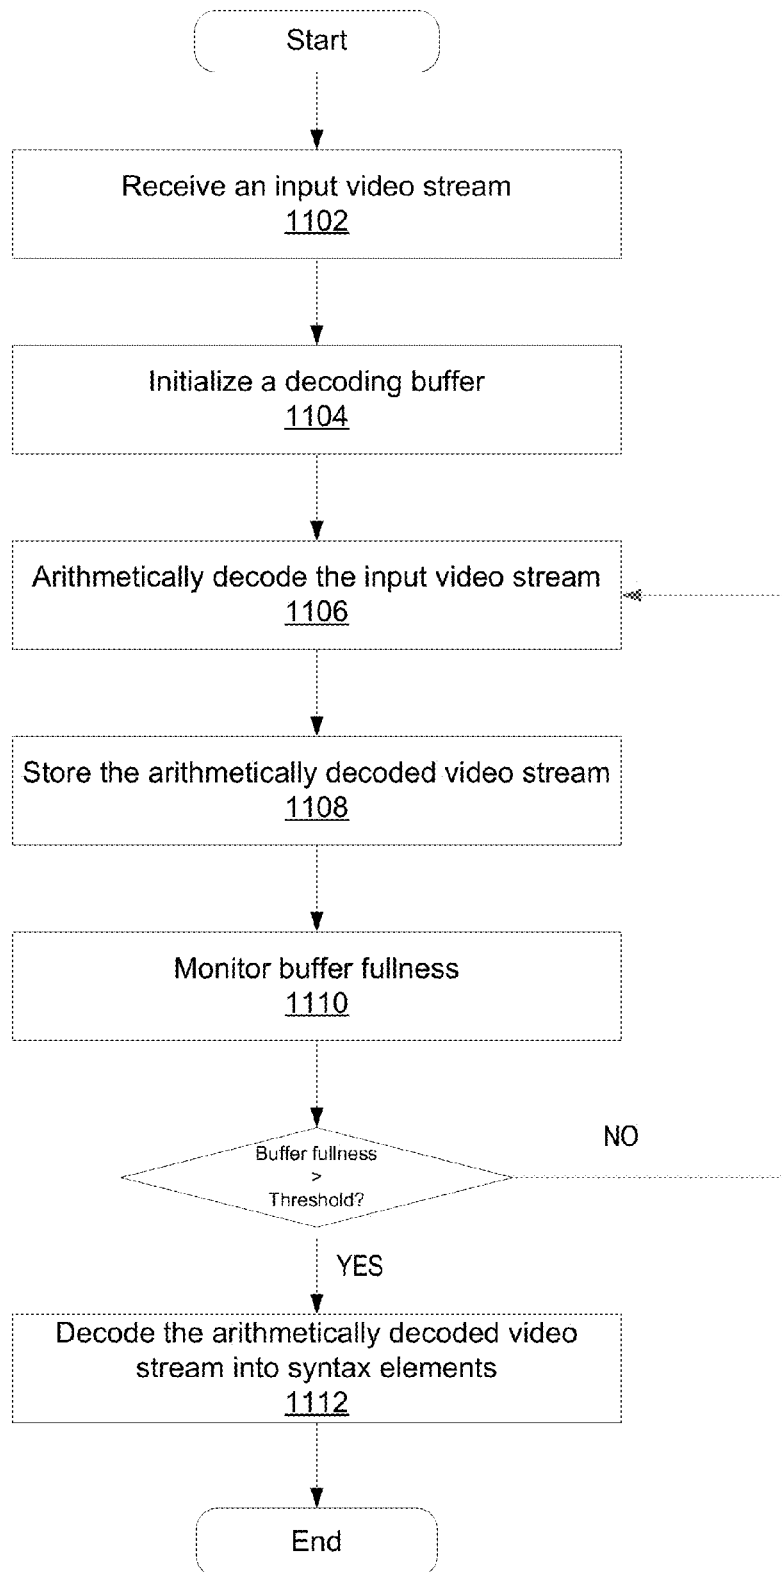 Start
Receive an input video stream
1102
Initialize a decoding buffer
1104
Arithmetically decode the input video stream
1106
Store the arithmetically decoded video stream
1108
Monitor buffer fullness
1110
Buffer fullness
>
Threshold?
NO
YES
Decode the arithmetically decoded video
stream into syntax elements
1112
End